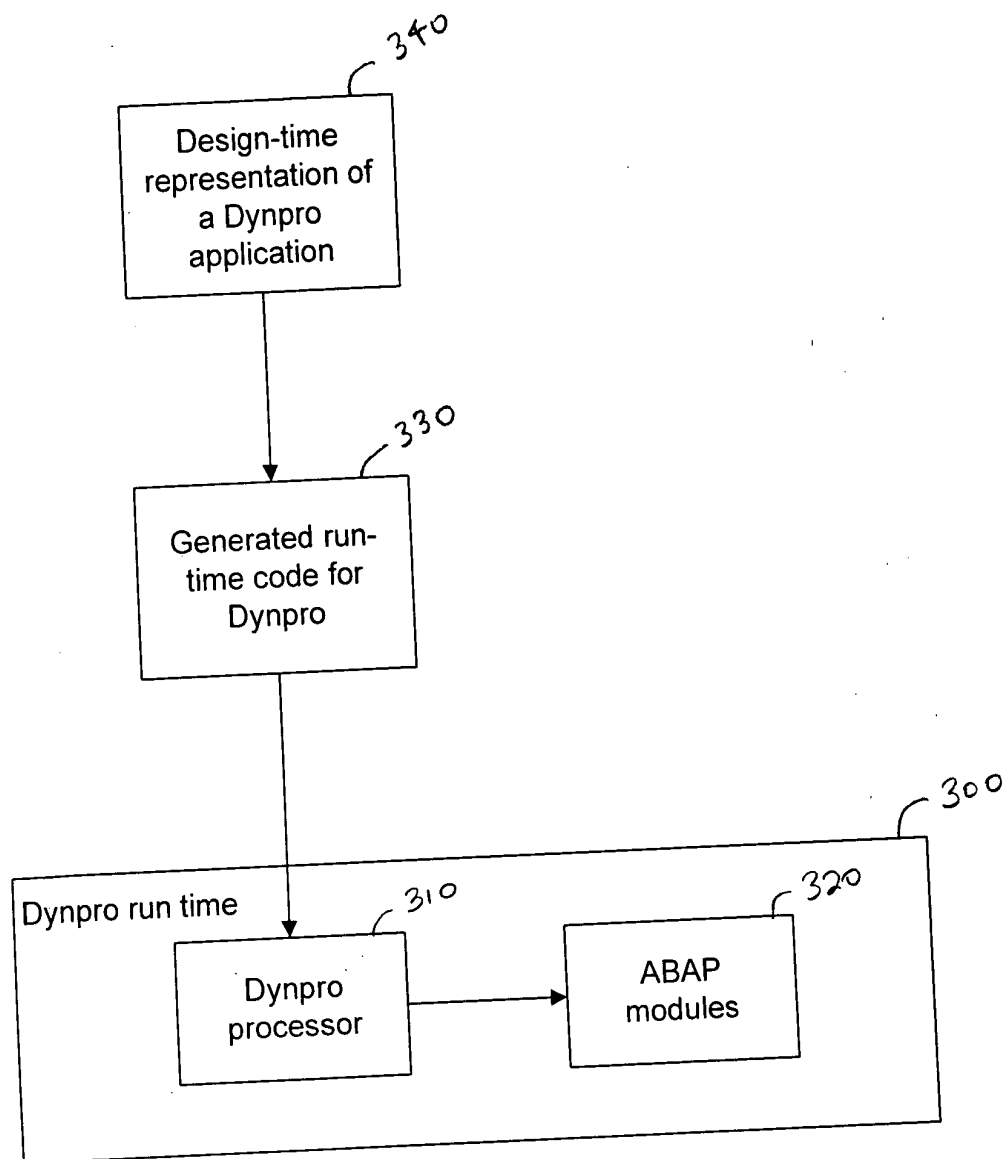 340
Design-time
representation of
a Dynpro
application
330
Generated run-
time code for
Dynpro
300
Dynpro run time
310
320
Dynpro
processor
ABAP
modules